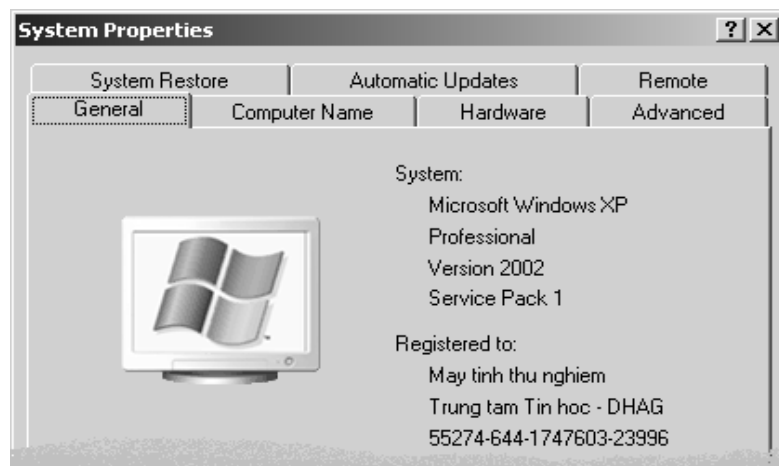 System Properties
System Restore Automatic Updates Remote
General Computer Name Hardware Advanced
System:
Microsoft Windows XP
Professional
Version 2002
Service Pack 1
Registered to:
May tinh thu nghiem
Trung tam Tin hoc - DHAG
55274-644-1747603-23996